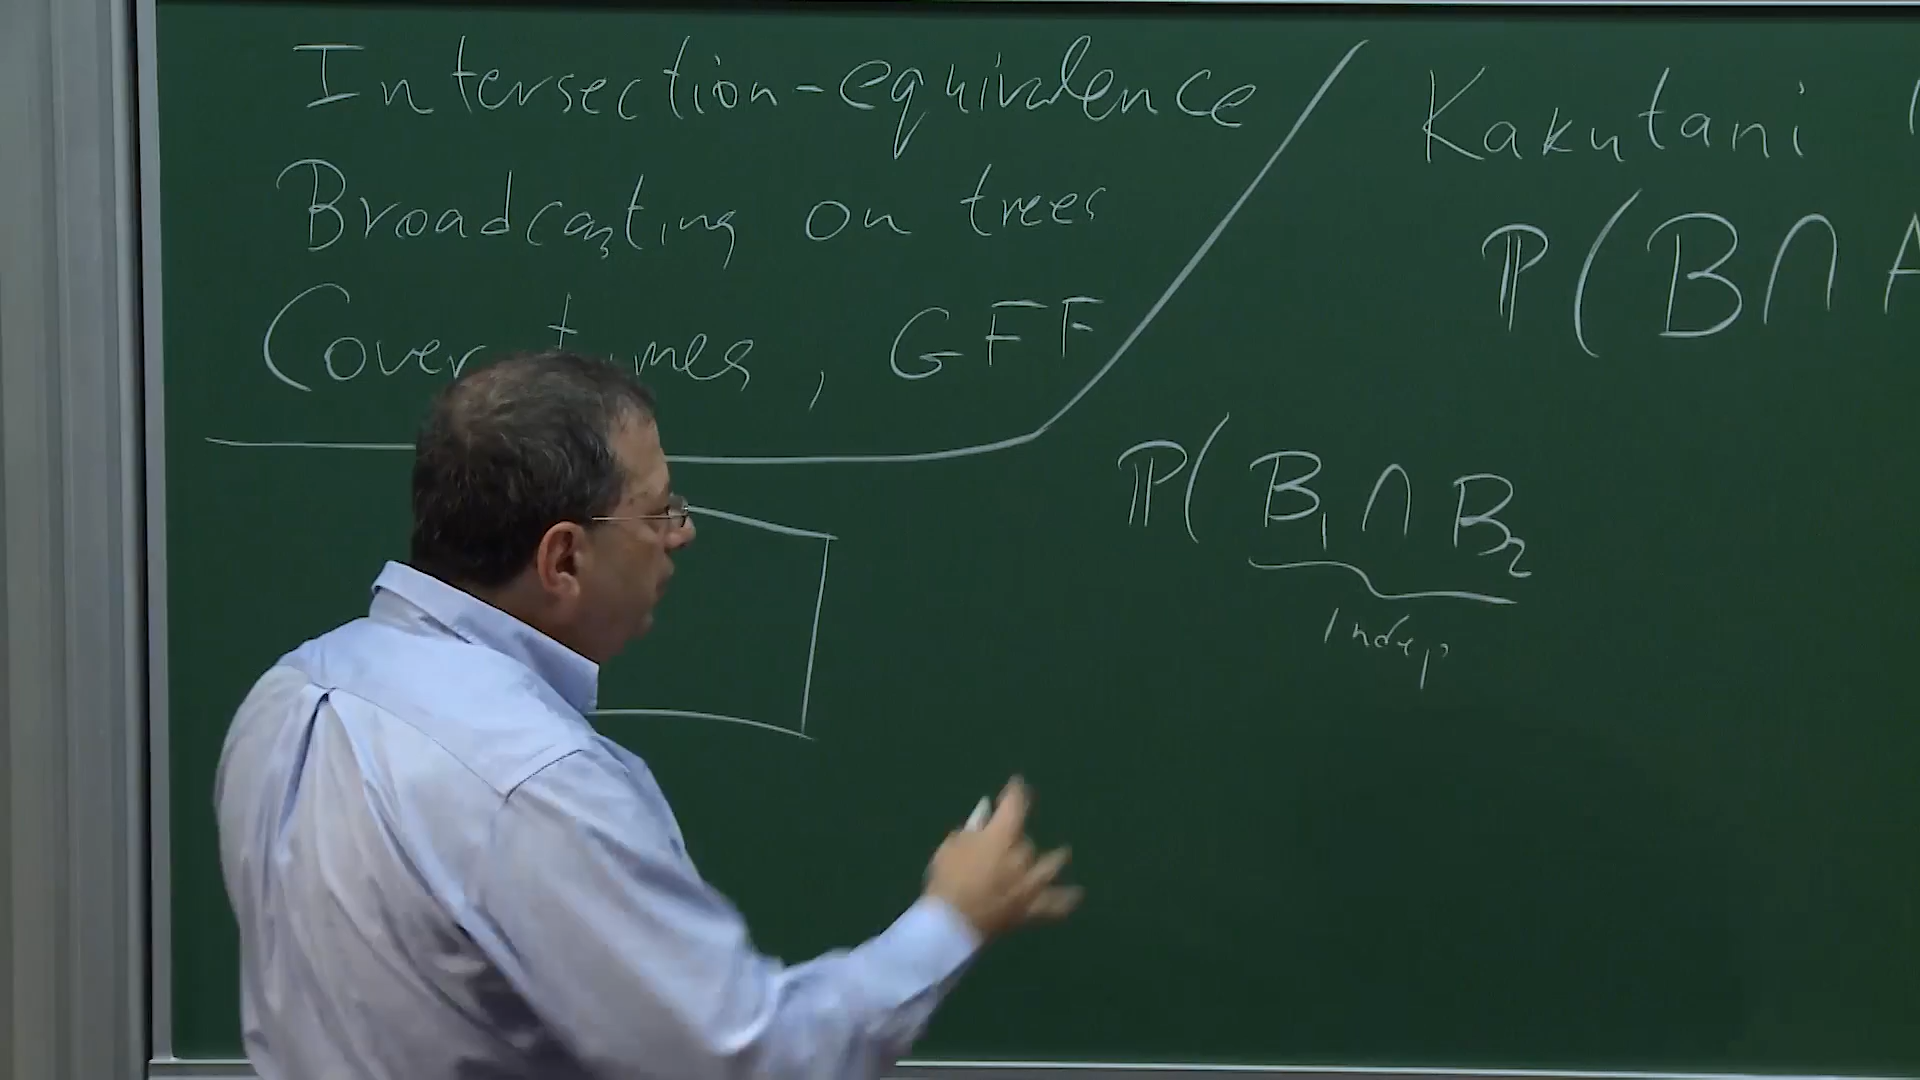 Intersection-equivalence
Broadcasting on trees
Cover times, GFF
Kakutani (
ℙ(B∩A
ℙ(B₁∩B₂
indep